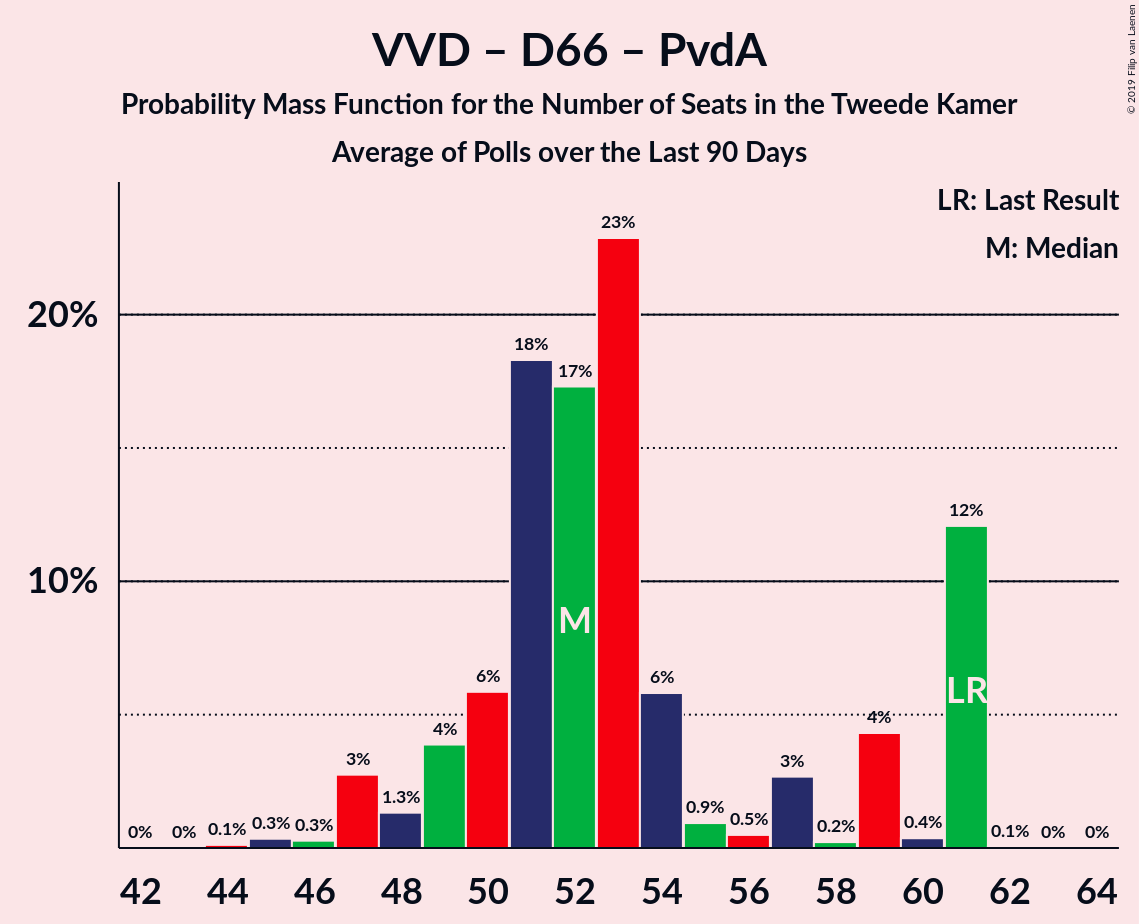 VVD – D66 – PvdA
Probability Mass Function for the Number of Seats in the Tweede Kamer
Average of Polls over the Last 90 Days
© 2019 Filip van Laenen
LR: Last Result
M: Median
20%
10%
0%
0%
0.1%
0.3%
0.3%
3%
1.3%
4%
6%
18%
17%
23%
6%
0.9%
0.5%
3%
0.2%
4%
0.4%
12%
0.1%
0%
0%
M
LR
42 44 46 48 50 52 54 56 58 60 62 64